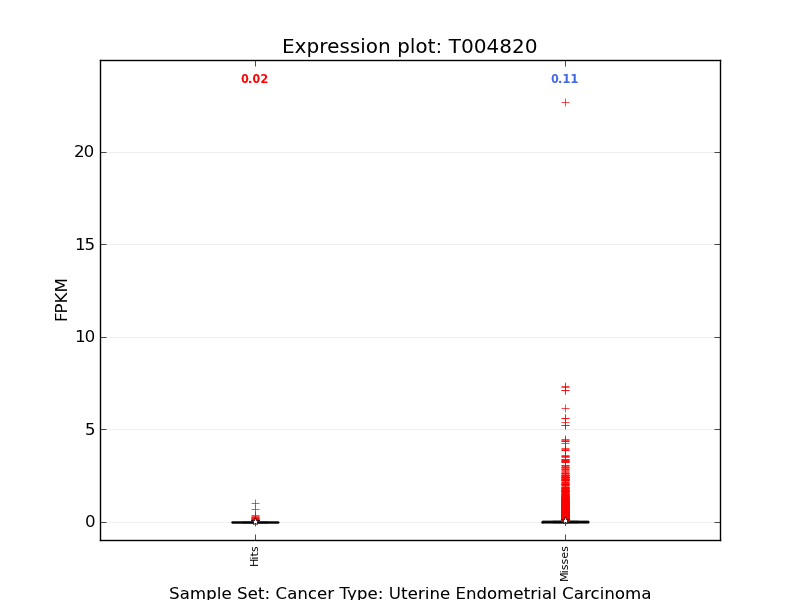 Expression plot: T004820
0.02 0.11
20
15
10
5
0
FPKM
Hits Misses
Sample Set: Cancer Type: Uterine Endometrial Carcinoma